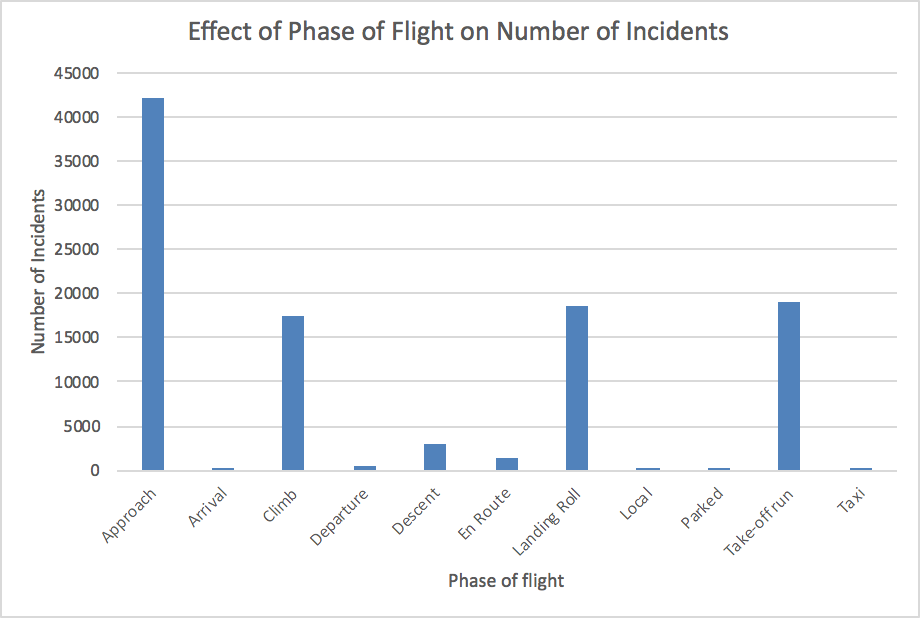 Effect of Phase of Flight on Number of Incidents
Number of Incidents
45000
40000
35000
30000
25000
20000
15000
10000
5000
0
Approach
Arrival
Climb
Departure
Descent
En Route
Landing Roll
Local
Parked
Take-off run
Taxi
Phase of flight